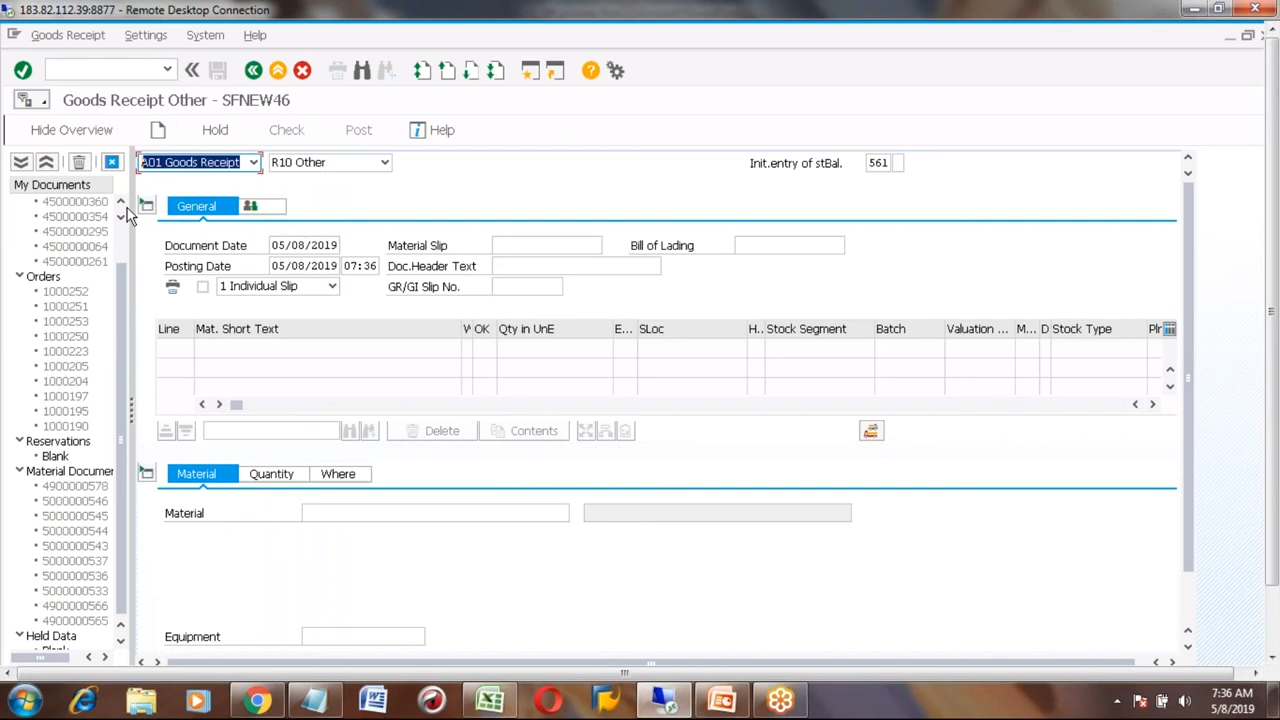 183.82.112.39:8877 - Remote Desktop Connection
Goods Receipt Settings System Help
Goods Receipt Other - SFNEW46
Hide Overview Hold Check Post Help
A01 Goods Receipt R10 Other Init.entry of stBal. 561
My Documents
4500000360
4500000354
4500000295
4500000064
4500000261
Orders
1000252
1000251
1000253
1000250
1000223
1000205
1000204
1000197
1000195
1000190
Reservations
Blank
Material Documer
4900000578
5000000546
5000000545
5000000544
5000000543
5000000537
5000000536
5000000533
4900000566
4900000565
Held Data
Blank
General
Document Date 05/08/2019 Material Slip Bill of Lading
Posting Date 05/08/2019 07:36 Doc.Header Text
1 Individual Slip GR/GI Slip No.
Line Mat. Short Text OK Qty in UnE E... SLoc H.. Stock Segment Batch Valuation ... M... D Stock Type
Delete Contents
Material Quantity Where
Material
Equipment
7:36 AM
5/8/2019